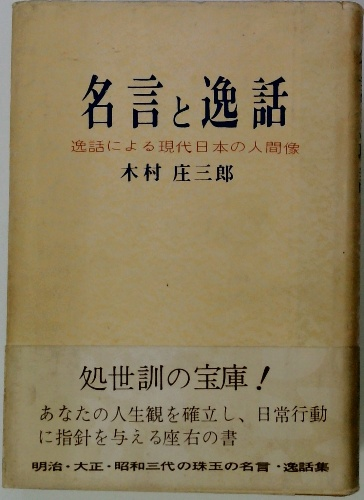 名言と逸話
逸話による現代日本の人間像
木村 庄三郎
処世訓の宝庫!
あなたの人生観を確立し、日常行動
に指針を与える座右の書
明治・大正・昭和三代の珠玉の名言・逸話集